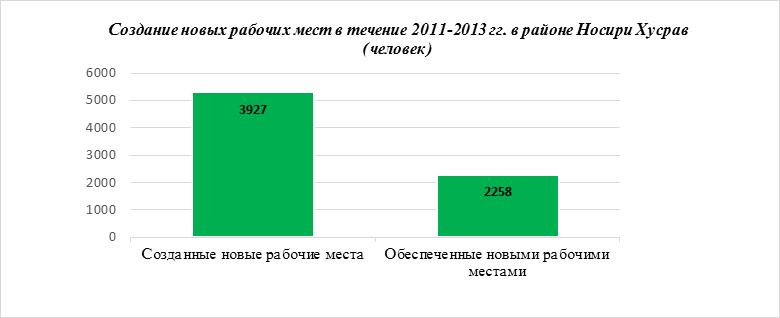 Создание новых рабочих мест в течение 2011-2013 гг. в районе Носири Хусрав
(человек)
6000
5000
4000
3000
2000
1000
0
3927
2258
Созданные новые рабочие места
Обеспеченные новыми рабочими
местами